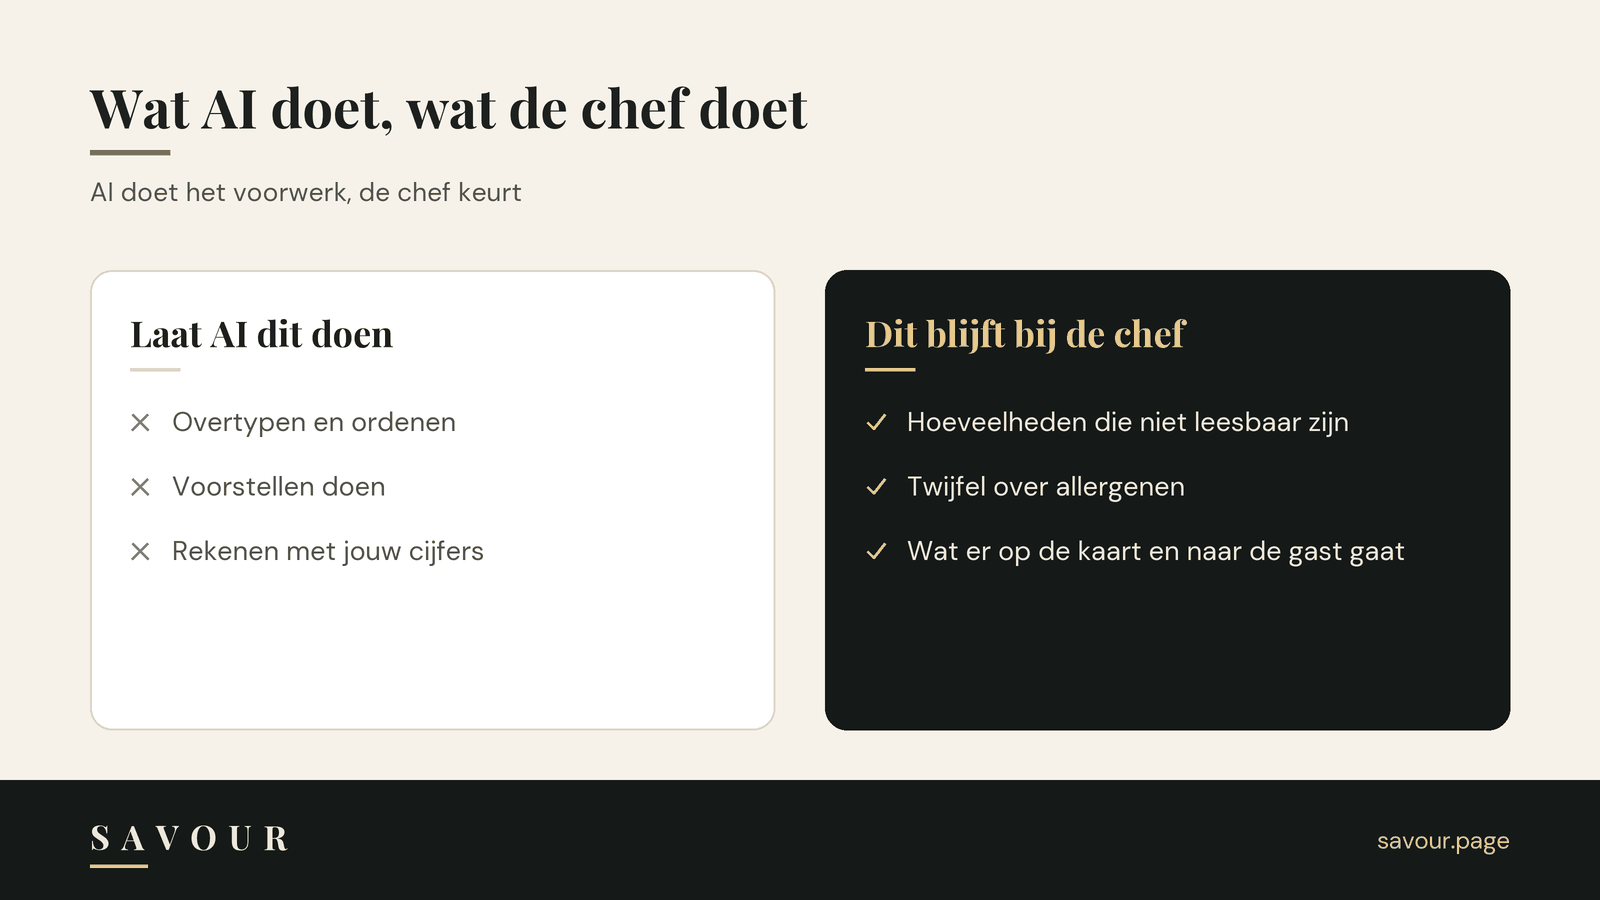 Wat AI doet, wat de chef doet
AI doet het voorwerk, de chef keurt
Laat AI dit doen
Overtypen en ordenen
Voorstellen doen
Rekenen met jouw cijfers
Dit blijft bij de chef
Hoeveelheden die niet leesbaar zijn
Twijfel over allergenen
Wat er op de kaart en naar de gast gaat
SAVOUR
savour.page